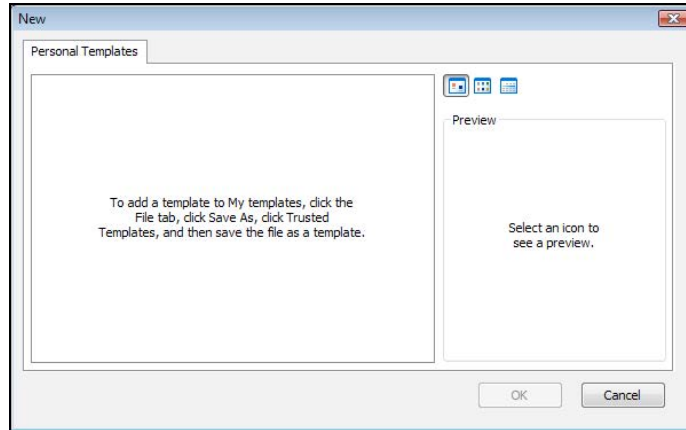 New
Personal Templates
To add a template to My templates, click the
File tab, click Save As, click Trusted
Templates, and then save the file as a template.
Preview
Select an icon to
see a preview.
OK
Cancel